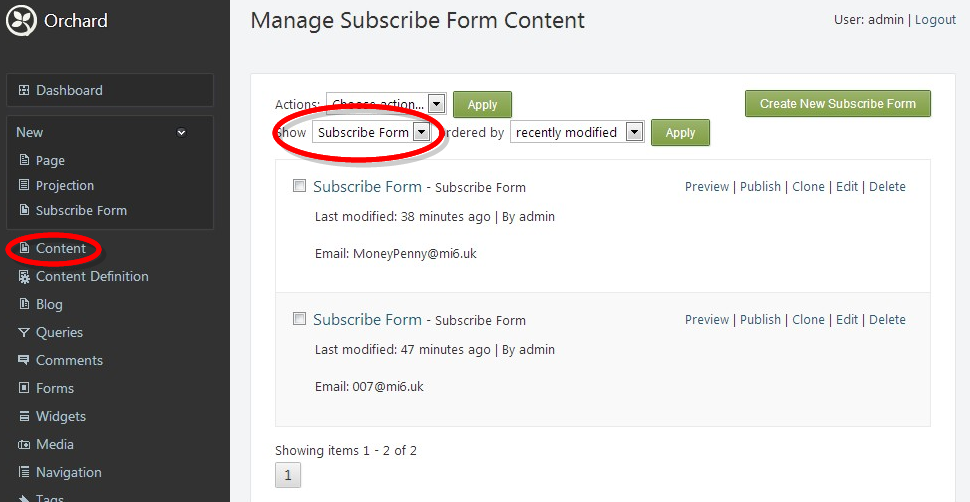 Orchard
Manage Subscribe Form Content
User: admin | Logout
Dashboard
New
Page
Projection
Subscribe Form
Content
Content Definition
Blog
Queries
Comments
Forms
Widgets
Media
Navigation
Tags
Actions: Choose action... Apply
Create New Subscribe Form
Show Subscribe Form ordered by recently modified Apply
Subscribe Form - Subscribe Form
Preview | Publish | Clone | Edit | Delete
Last modified: 38 minutes ago | By admin
Email: MoneyPenny@mi6.uk
Subscribe Form - Subscribe Form
Preview | Publish | Clone | Edit | Delete
Last modified: 47 minutes ago | By admin
Email: 007@mi6.uk
Showing items 1 - 2 of 2
1